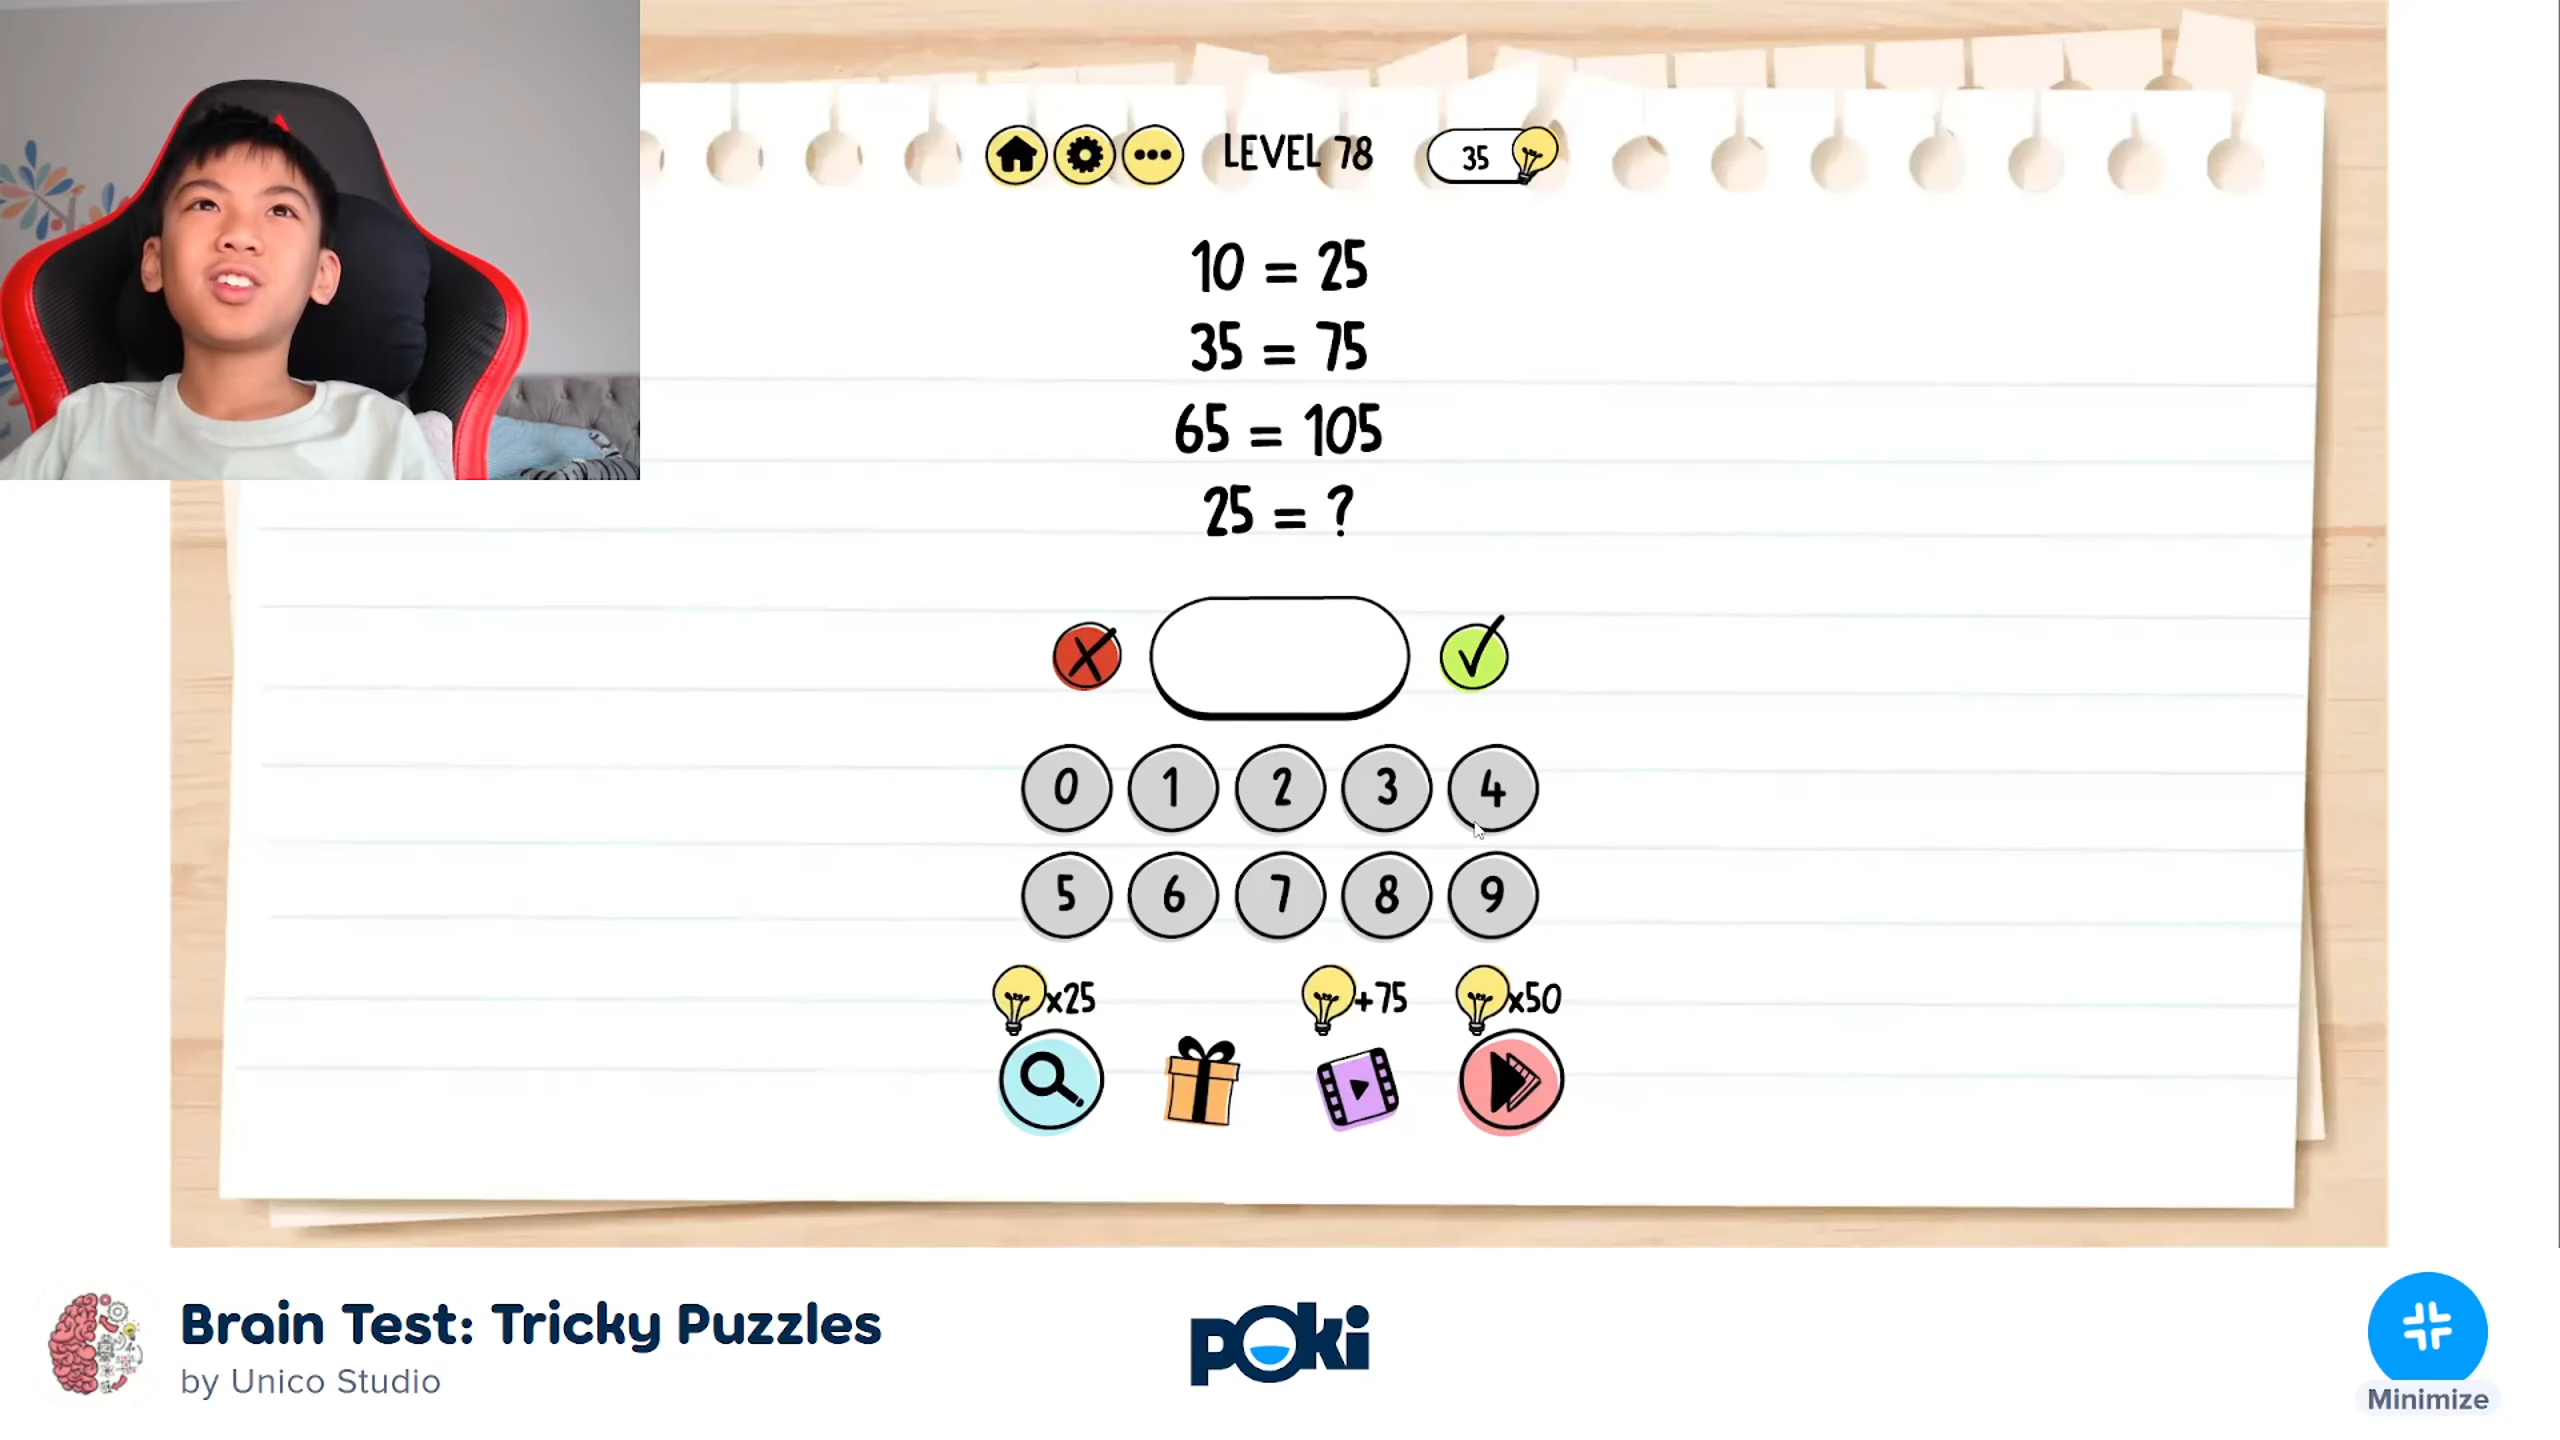 LEVEL 78
35
10 = 25
35 = 75
65 = 105
25 = ?
0 1 2 3 4
5 6 7 8 9
x25 +75 x50
Brain Test: Tricky Puzzles
by Unico Studio
poki
Minimize